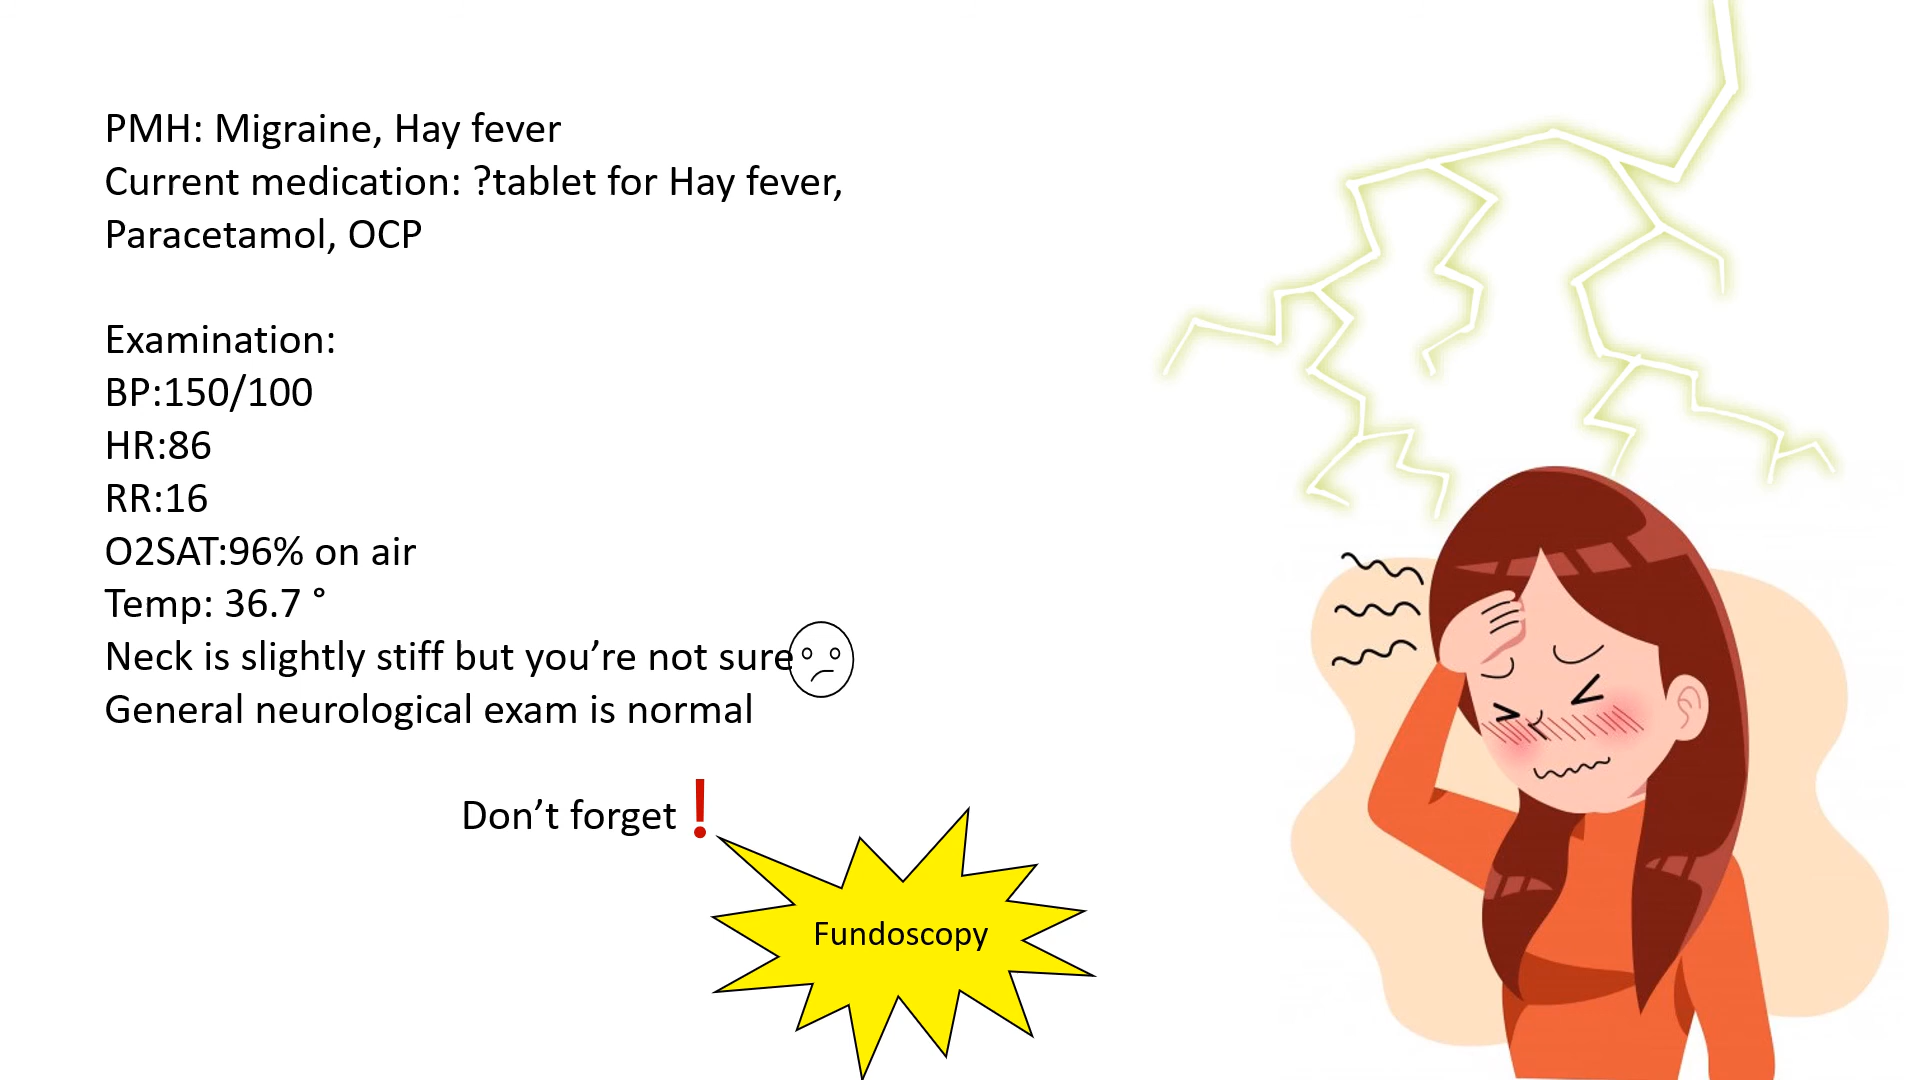 PMH: Migraine, Hay fever
Current medication: ?tablet for Hay fever,
Paracetamol, OCP
Examination:
BP:150/100
HR:86
RR:16
O2SAT:96% on air
Temp: 36.7 °
Neck is slightly stiff but you’re not sure
General neurological exam is normal
Don’t forget !
Fundoscopy